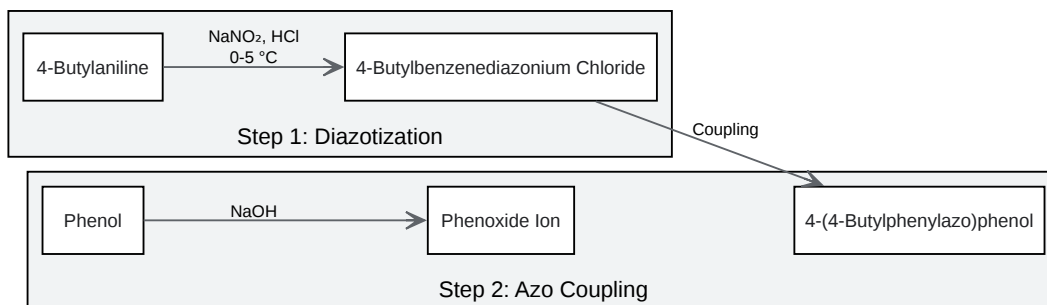 NaNO₂, HCl
0-5 °C
4-Butylaniline
4-Butylbenzenediazonium Chloride
Step 1: Diazotization
Coupling
Phenol
NaOH
Phenoxide Ion
4-(4-Butylphenylazo)phenol
Step 2: Azo Coupling